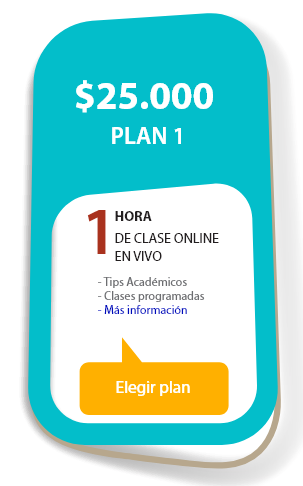 $25.000
PLAN 1
1 HORA
DE CLASE ONLINE
EN VIVO
- Tips Académicos
- Clases programadas
- Más información
Elegir plan